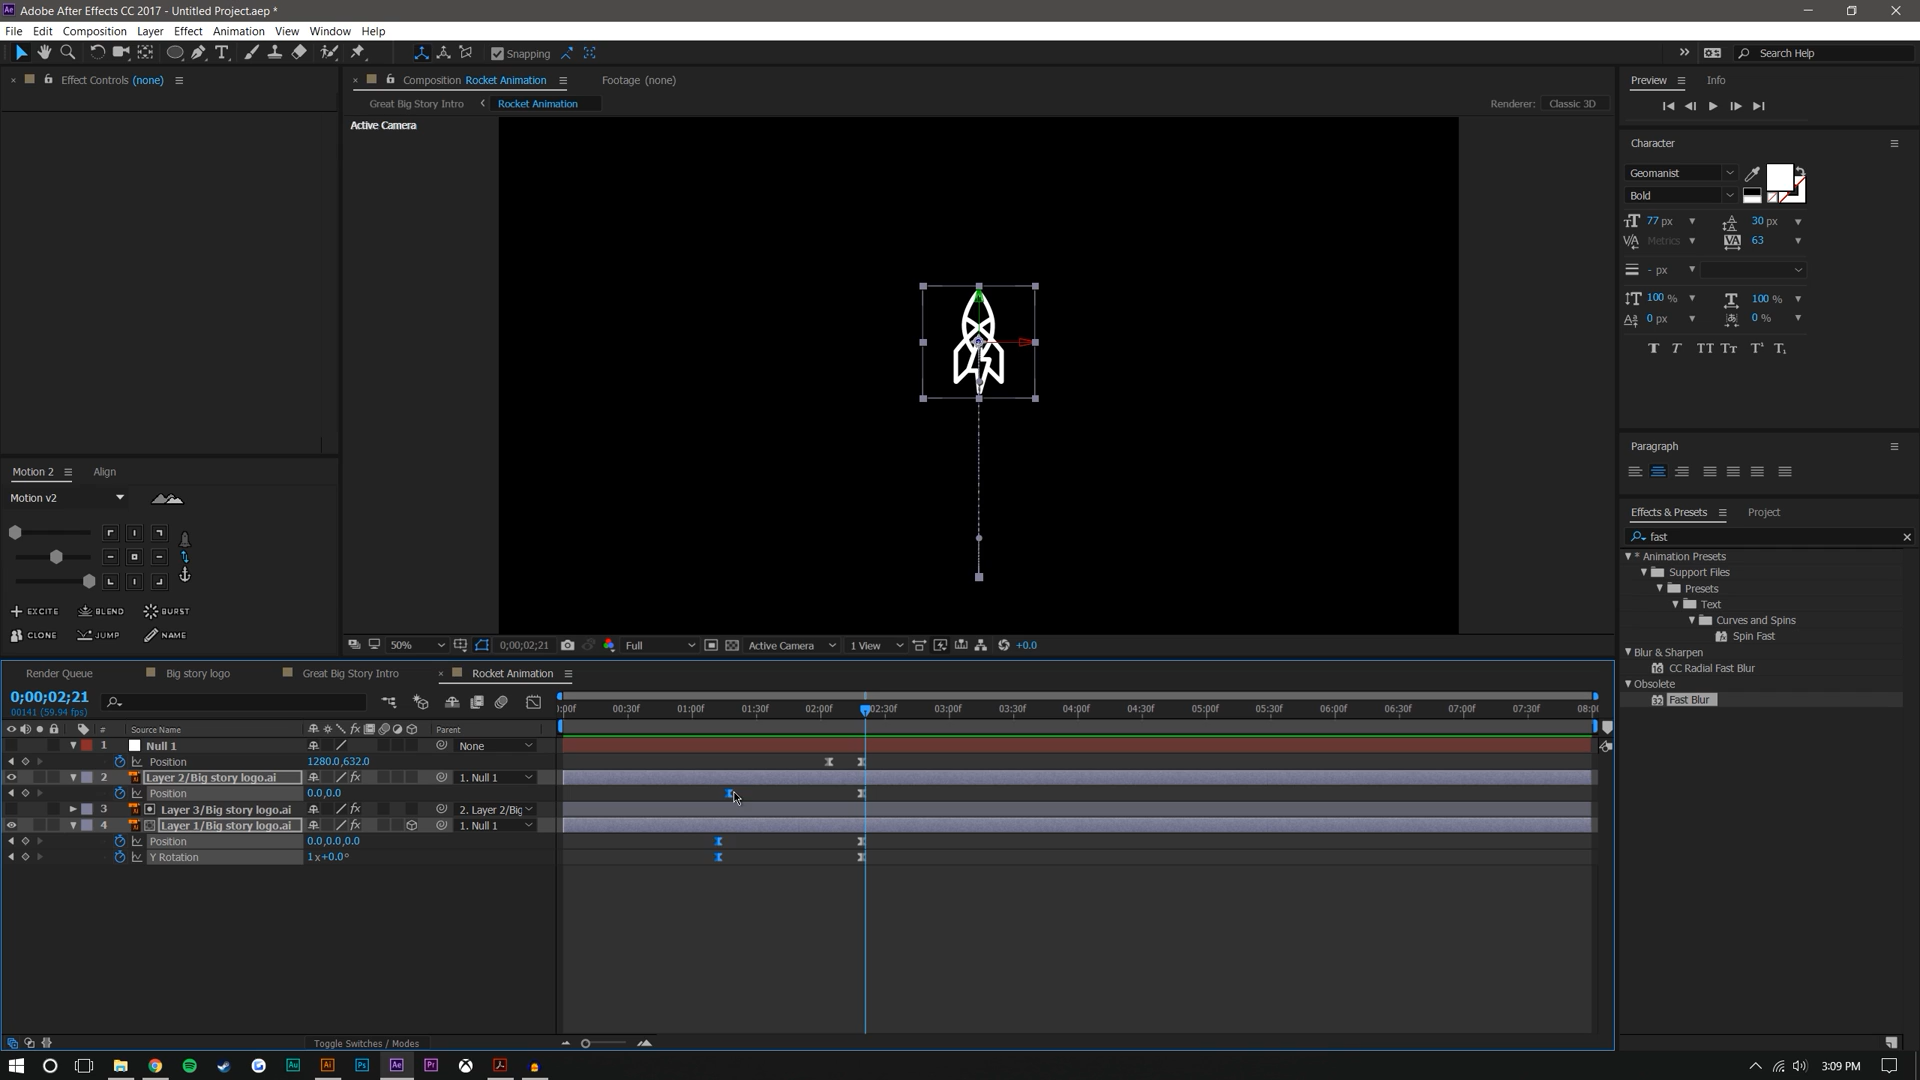 Adobe After Effects CC 2017 - Untitled Project.aep *
File Edit Composition Layer Effect Animation View Window Help
Snapping
Search Help
Effect Controls (none)
Composition Rocket Animation
Footage (none)
Great Big Story Intro
Rocket Animation
Renderer: Classic 3D
Active Camera
Preview
Info
Character
Geomanist
Bold
77 px
30 px
Metrics
63
- px
100 %
100 %
0 px
0 %
Paragraph
Effects & Presets
Project
fast
* Animation Presets
Support Files
Presets
Text
Curves and Spins
Spin Fast
Blur & Sharpen
CC Radial Fast Blur
Obsolete
Fast Blur
Motion 2
Align
Motion v2
EXCITE
BLEND
BURST
CLONE
JUMP
NAME
50%
0;00;02;21
Full
Active Camera
1 View
+0.0
Render Queue
Big story logo
Great Big Story Intro
Rocket Animation
0;00;02;21
00141 (59.94 fps)
# Source Name Parent
:00f 00:30f 01:00f 01:30f 02:00f 02:30f 03:00f 03:30f 04:00f 04:30f 05:00f 05:30f 06:00f 06:30f 07:00f 07:30f 08:00
1 Null 1 None
Position 1280.0,632.0
2 Layer 2/Big story logo.ai 1. Null 1
Position 0.0,0.0
3 Layer 3/Big story logo.ai 2. Layer 2/Big
4 Layer 1/Big story logo.ai 1. Null 1
Position 0.0,0.0,0.0
Y Rotation 1x+0.0°
Toggle Switches / Modes
3:09 PM